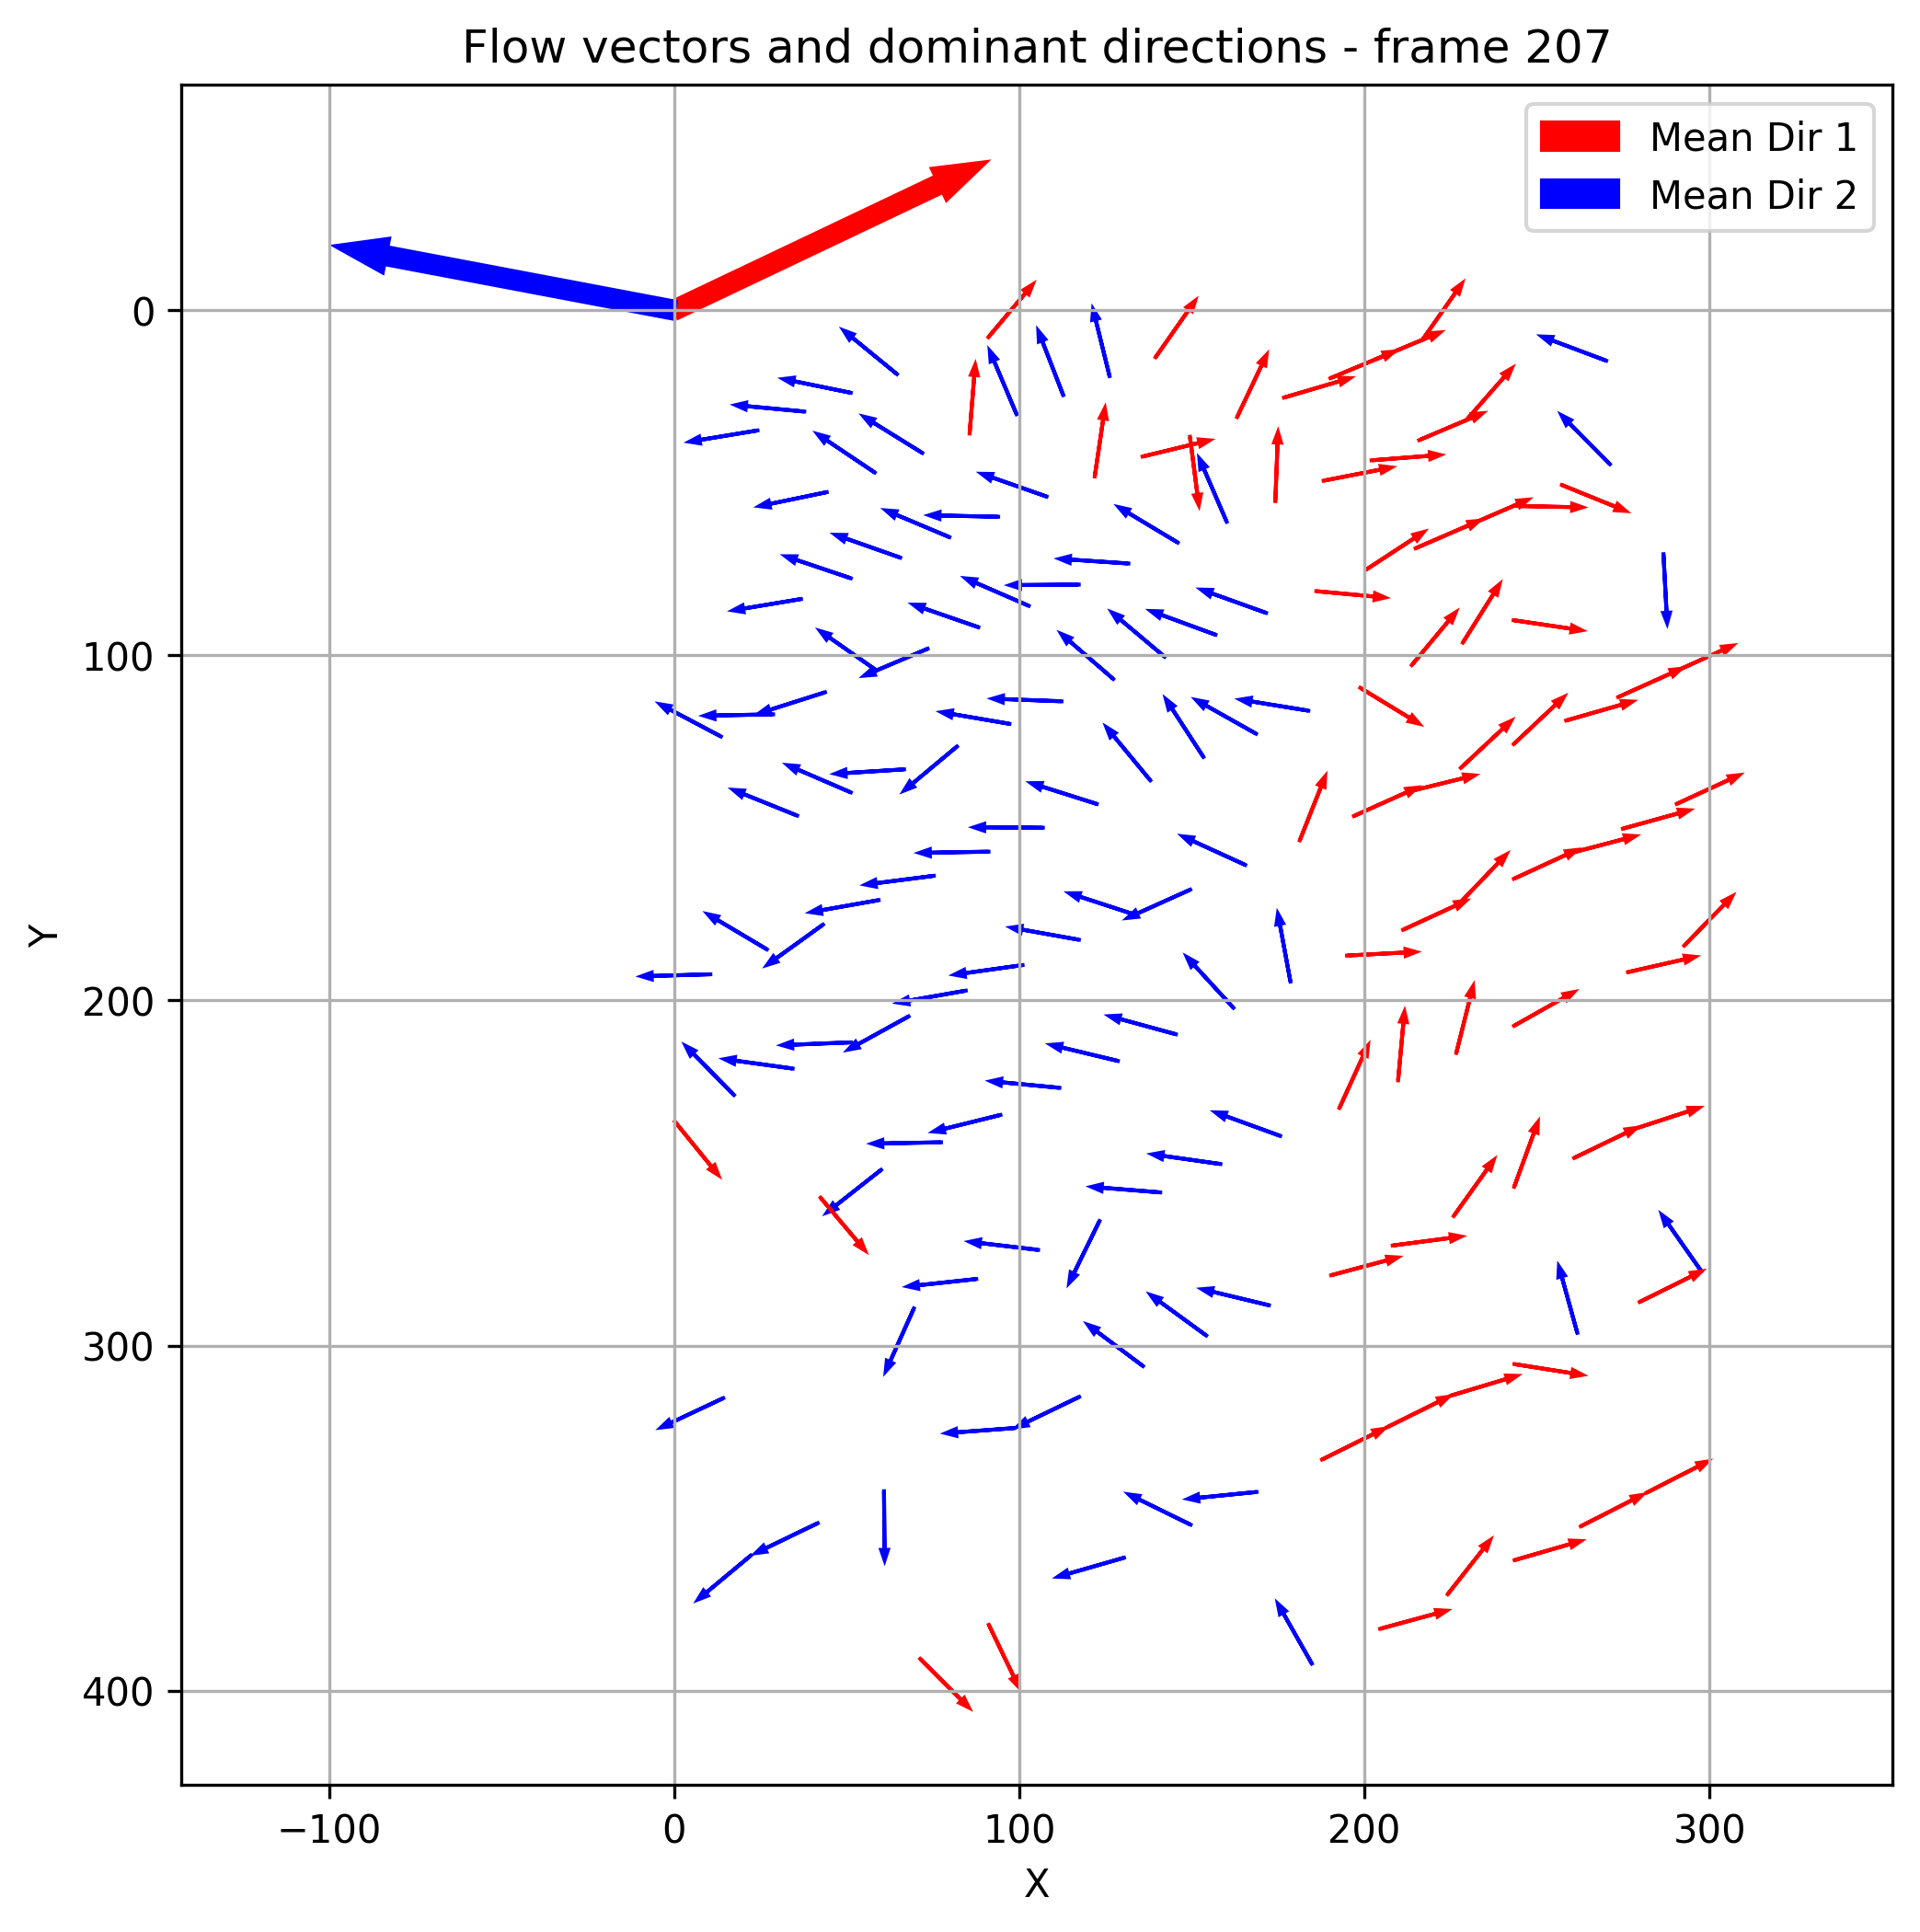 Flow vectors and dominant directions - frame 207
Mean Dir 1
Mean Dir 2
0
100
200
300
400
Y
−100
0
100
200
300
X